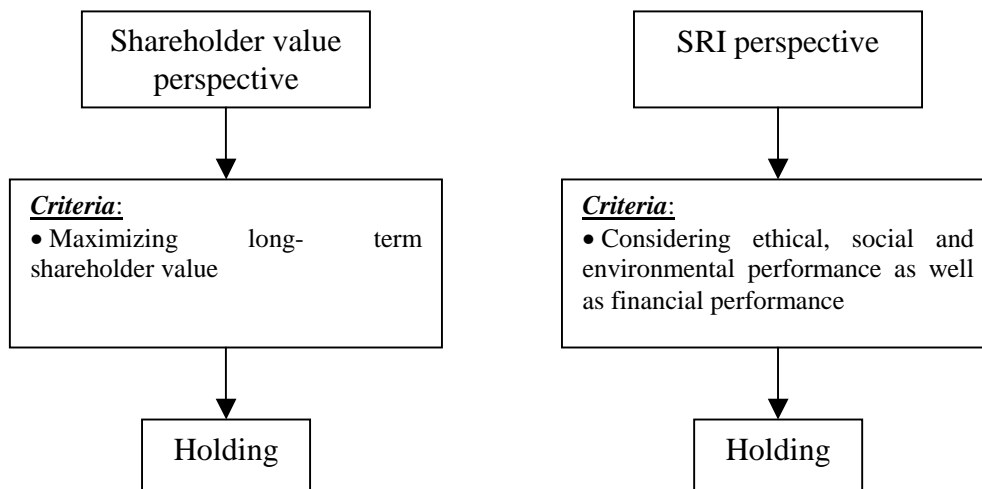 Shareholder value
perspective
SRI perspective
Criteria:
• Maximizing long- term
shareholder value
Criteria:
• Considering ethical, social and
environmental performance as well
as financial performance
Holding
Holding